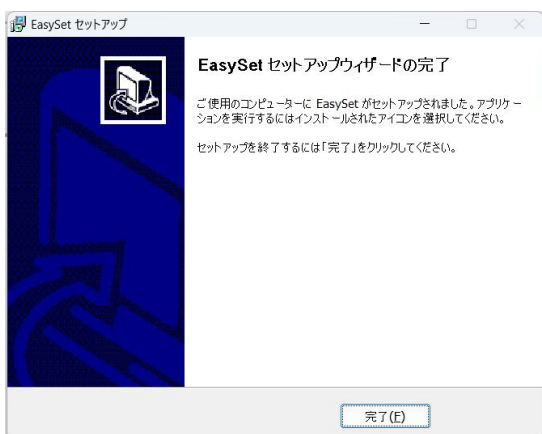 EasySet セットアップ
EasySet セットアップウィザードの完了
ご使用のコンピューターに EasySet がセットアップされました。アプリケー
ションを実行するにはインストールされたアイコンを選択してください。
セットアップを終了するには「完了」をクリックしてください。
完了(F)